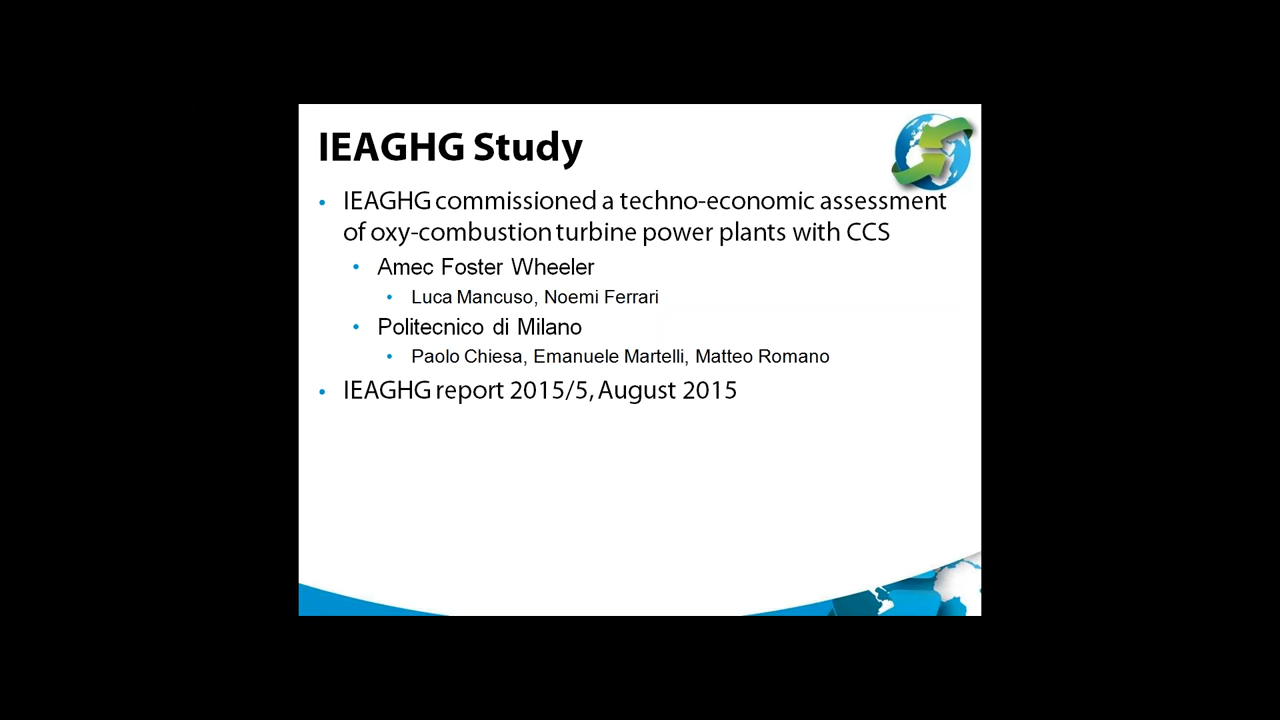 IEAGHG Study
• IEAGHG commissioned a techno-economic assessment
of oxy-combustion turbine power plants with CCS
• Amec Foster Wheeler
• Luca Mancuso, Noemi Ferrari
• Politecnico di Milano
• Paolo Chiesa, Emanuele Martelli, Matteo Romano
• IEAGHG report 2015/5, August 2015